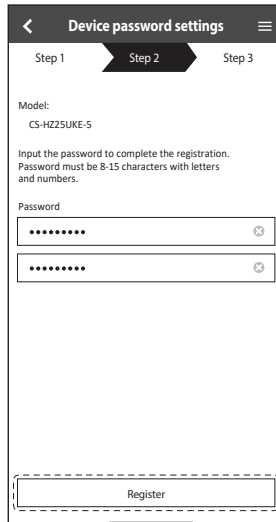 Device password settings
Step 1 Step 2 Step 3
Model:
CS-HZ25UKE-5
Input the password to complete the registration.
Password must be 8-15 characters with letters
and numbers.
Password
•••••••••
•••••••••
Register